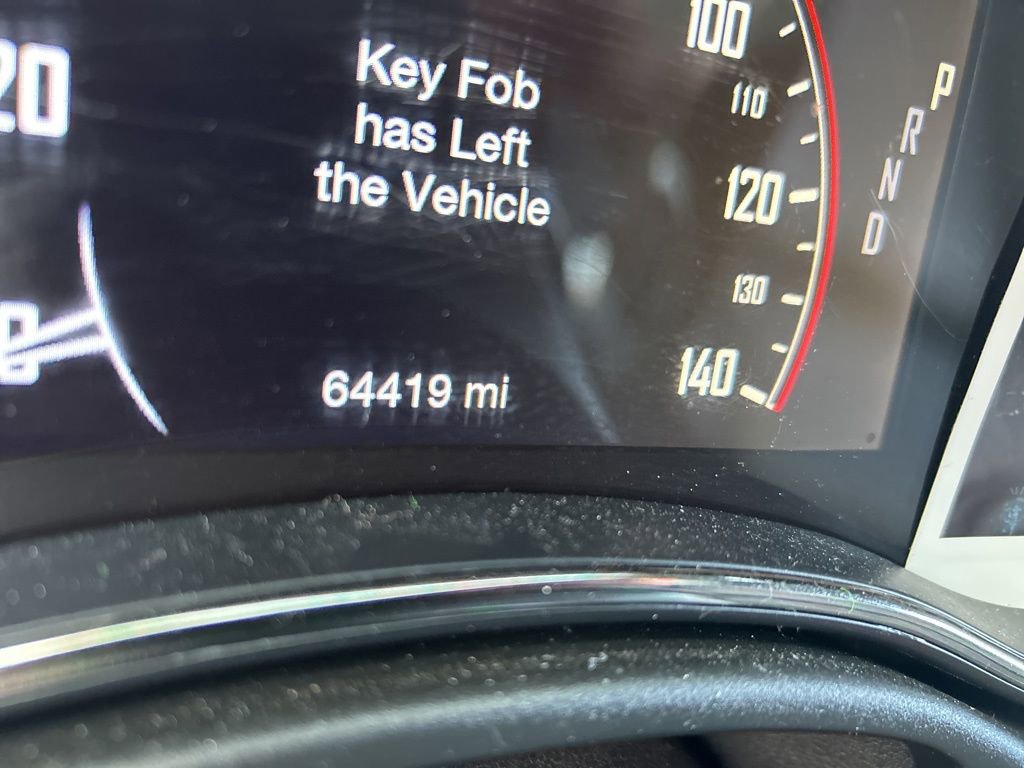 Key Fob
has Left
the Vehicle
64419 mi
100
110
120
130
140
P
R
N
D